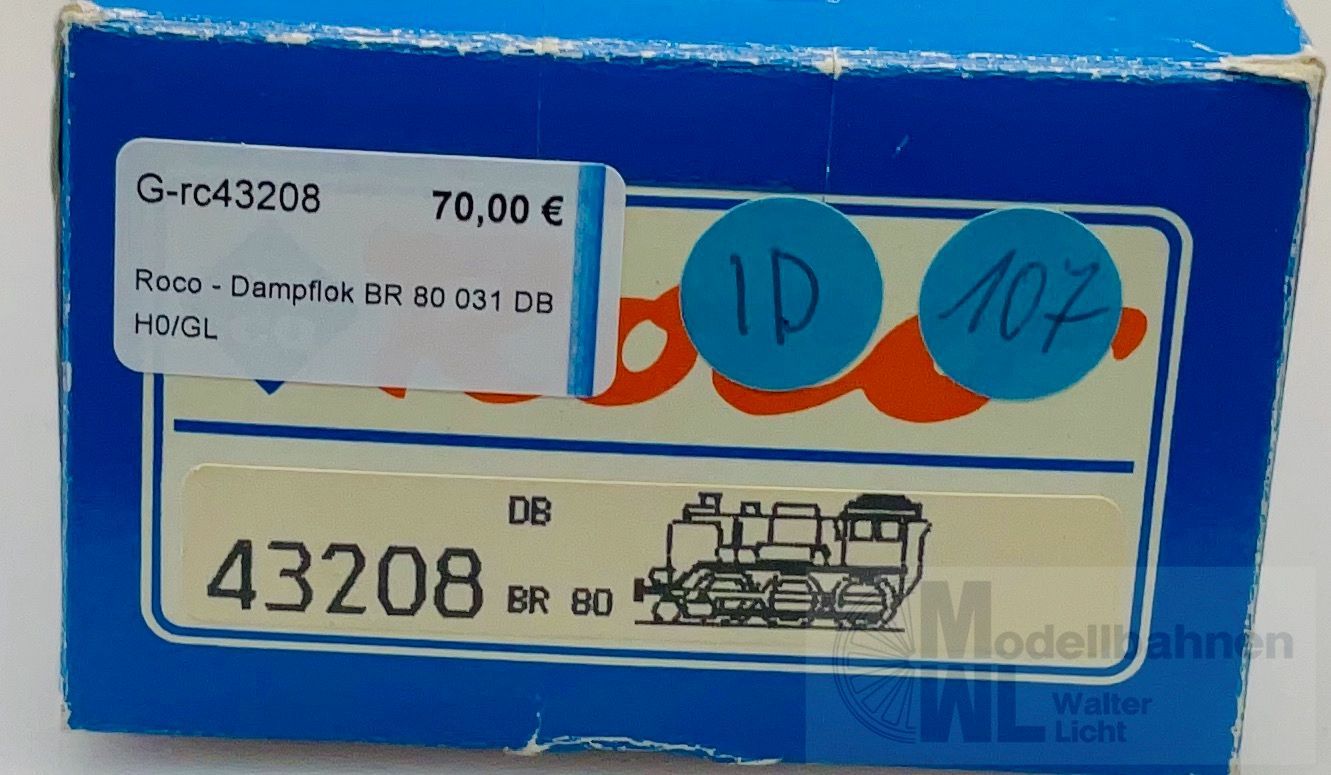 G-rc43208 70,00 €
Roco - Dampflok BR 80 031 DB
H0/GL
1D
107
DB
43208 BR 80
Modellbahnen
WL Walter
Licht